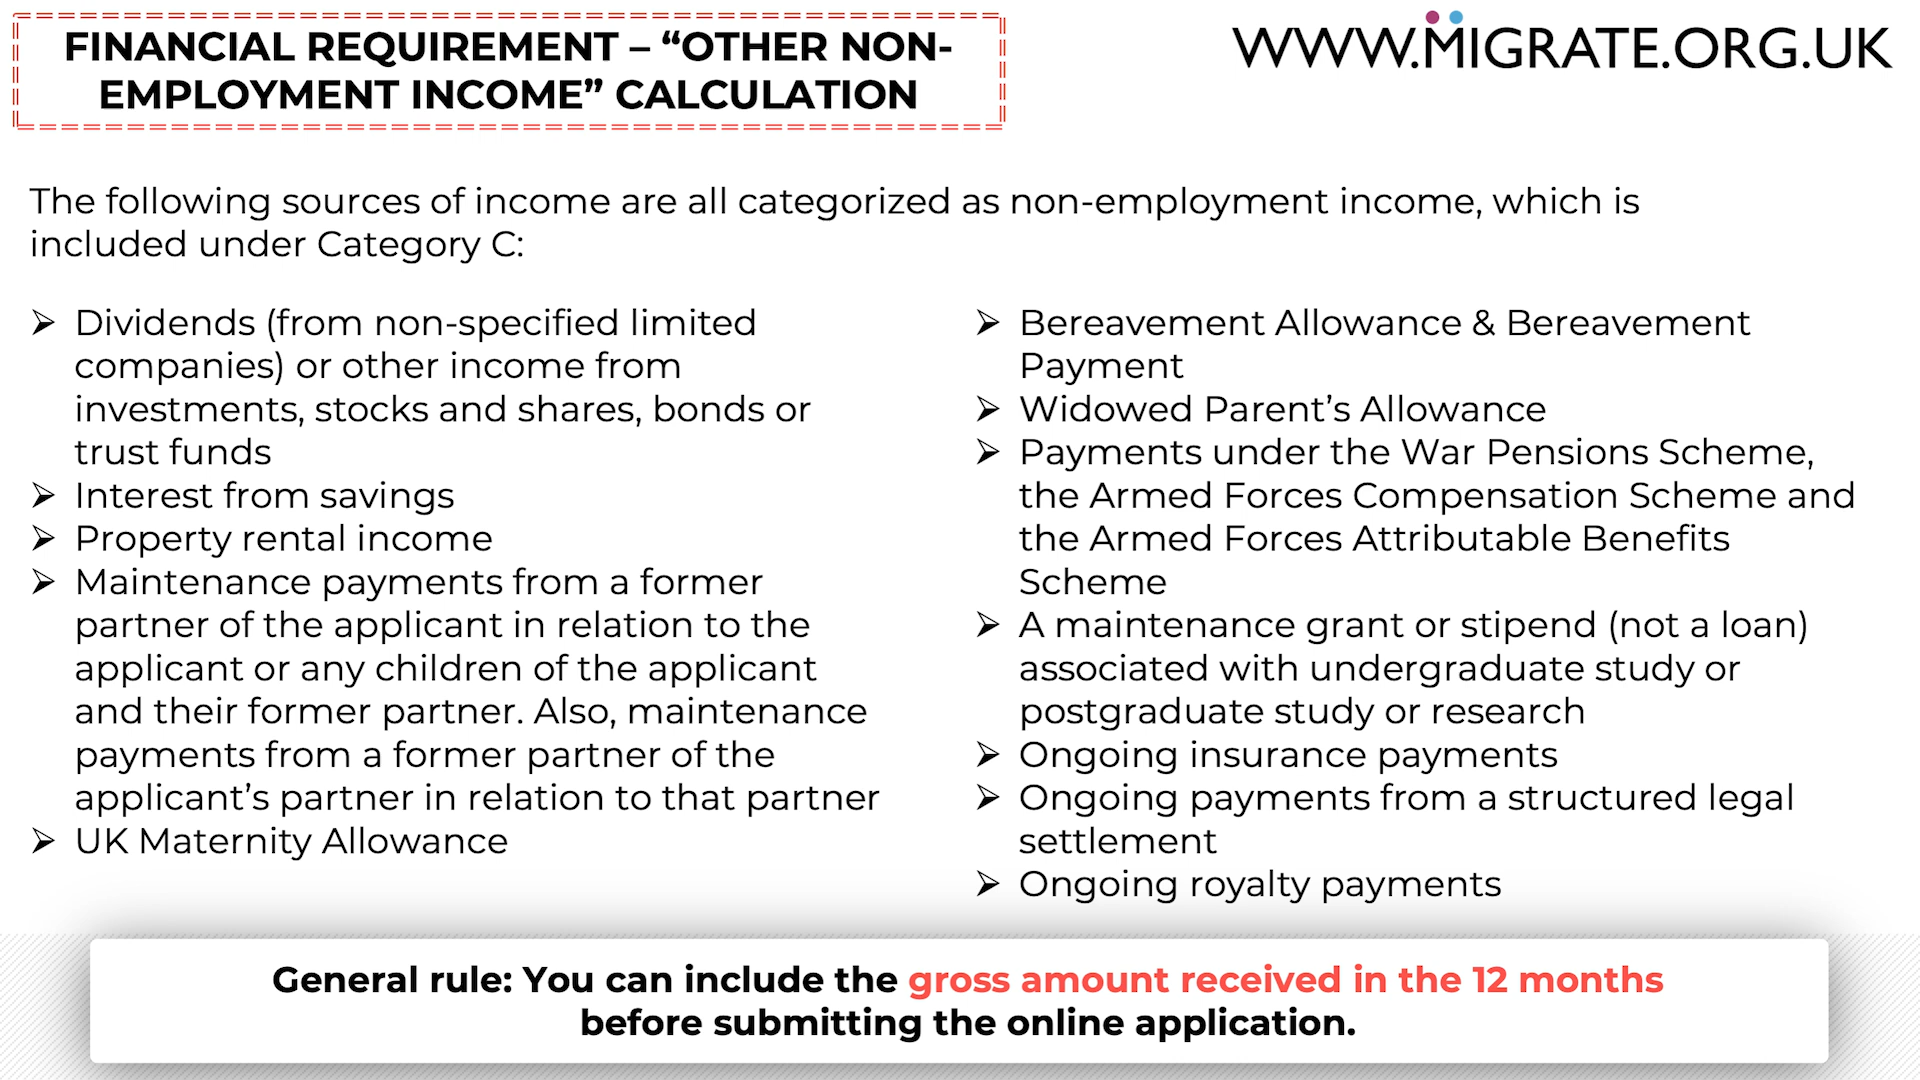 FINANCIAL REQUIREMENT – “OTHER NON-
EMPLOYMENT INCOME” CALCULATION
WWW.MIGRATE.ORG.UK
The following sources of income are all categorized as non-employment income, which is
included under Category C:
➢ Dividends (from non-specified limited
companies) or other income from
investments, stocks and shares, bonds or
trust funds
➢ Interest from savings
➢ Property rental income
➢ Maintenance payments from a former
partner of the applicant in relation to the
applicant or any children of the applicant
and their former partner. Also, maintenance
payments from a former partner of the
applicant’s partner in relation to that partner
➢ UK Maternity Allowance
➢ Bereavement Allowance & Bereavement
Payment
➢ Widowed Parent’s Allowance
➢ Payments under the War Pensions Scheme,
the Armed Forces Compensation Scheme and
the Armed Forces Attributable Benefits
Scheme
➢ A maintenance grant or stipend (not a loan)
associated with undergraduate study or
postgraduate study or research
➢ Ongoing insurance payments
➢ Ongoing payments from a structured legal
settlement
➢ Ongoing royalty payments
General rule: You can include the gross amount received in the 12 months
before submitting the online application.